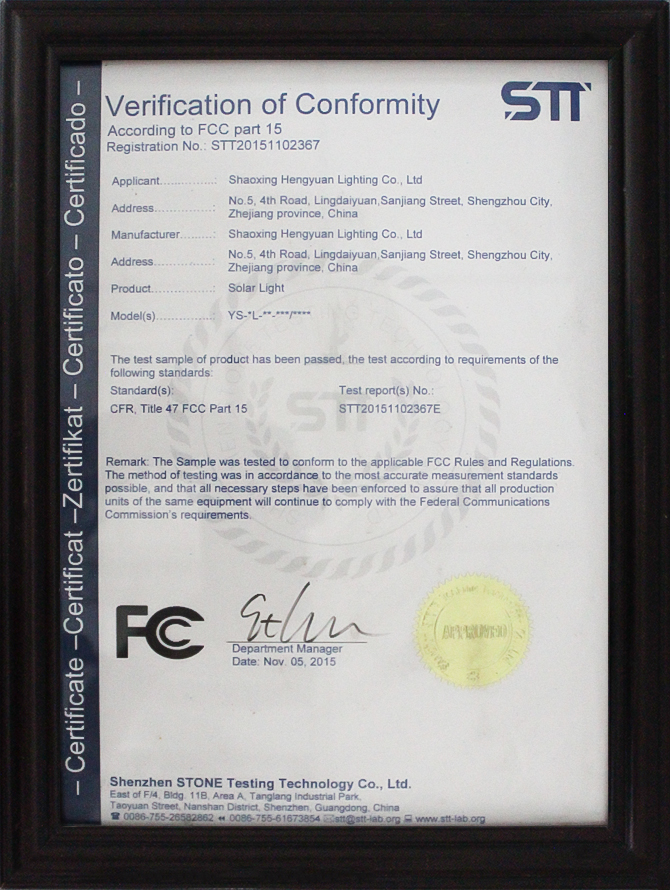 – Certificate –Certificat –Zertifikat – Certificato – Certificado –
Verification of Conformity
STT
According to FCC part 15
Registration No.: STT20151102367
Applicant..............: Shaoxing Hengyuan Lighting Co., Ltd
Address................: No.5, 4th Road, Lingdaiyuan,Sanjiang Street, Shengzhou City,
Zhejiang province, China
Manufacturer.........: Shaoxing Hengyuan Lighting Co., Ltd
Address................: No.5, 4th Road, Lingdaiyuan,Sanjiang Street, Shengzhou City,
Zhejiang province, China
Product.................: Solar Light
Model(s)...............: YS-*L-**-***/****
The test sample of product has been passed, the test according to requirements of the
following standards:
Standard(s): Test report(s) No.:
CFR, Title 47 FCC Part 15 STT20151102367E
STT
Remark: The Sample was tested to conform to the applicable FCC Rules and Regulations.
The method of testing was in accordance to the most accurate measurement standards
possible, and that all necessary steps have been enforced to assure that all production
units of the same equipment will continue to comply with the Federal Communications
Commission's requirements.
FC
Department Manager
Date: Nov. 05, 2015
Shenzhen STONE Testing Technology Co., Ltd.
East of F/4, Bldg. 11B, Area A, Tanglang Industrial Park,
Taoyuan Street, Nanshan District, Shenzhen, Guangdong, China
0086-755-26582862 0086-755-61673854 stt@stt-lab.org www.stt-lab.org